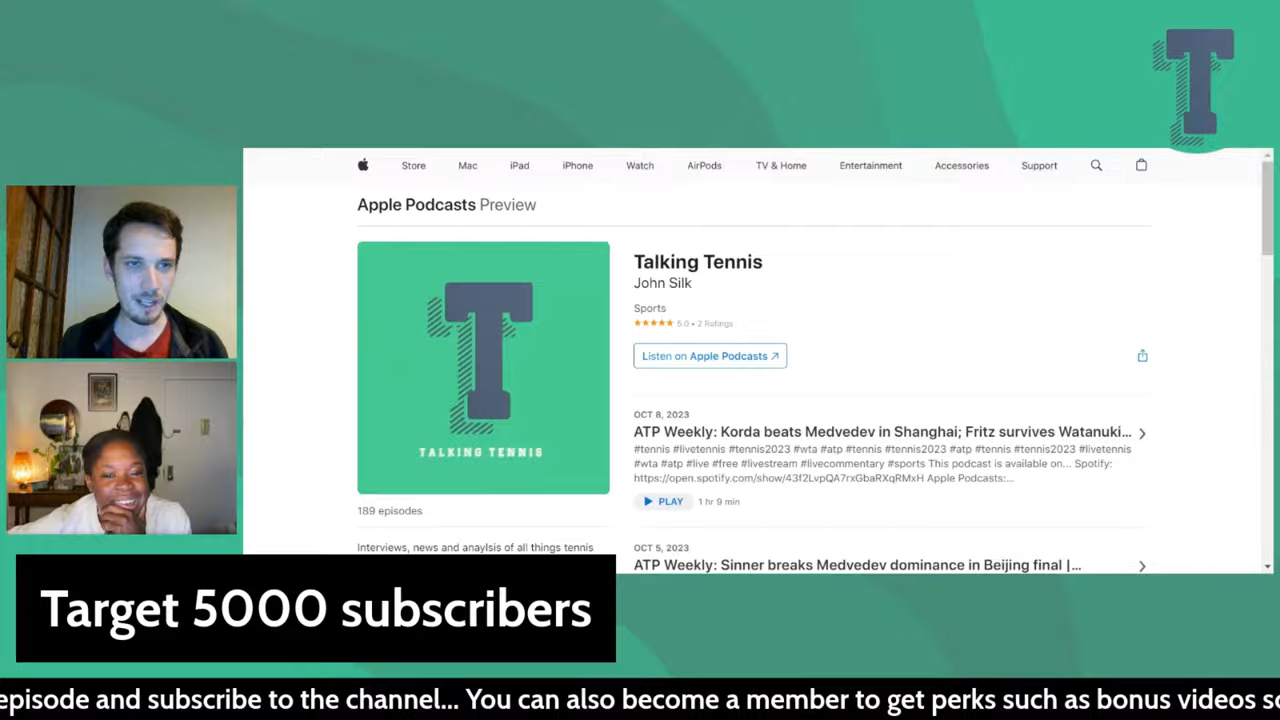 T
Store Mac iPad iPhone Watch AirPods TV & Home Entertainment Accessories Support
Apple Podcasts Preview
T
TALKING TENNIS
189 episodes
Interviews, news and anaylsis of all things tennis
Talking Tennis
John Silk
Sports
★★★★★ 5.0 • 2 Ratings
Listen on Apple Podcasts ↗
OCT 8, 2023
ATP Weekly: Korda beats Medvedev in Shanghai; Fritz survives Watanuki...
#tennis #livetennis #tennis2023 #wta #atp #tennis #tennis2023 #atp #tennis #tennis2023 #livetennis
#wta #atp #live #free #livestream #livecommentary #sports This podcast is available on... Spotify:
https://open.spotify.com/show/43f2LvpQA7rxGbaRXqRMxH Apple Podcasts:...
PLAY 1 hr 9 min
OCT 5, 2023
ATP Weekly: Sinner breaks Medvedev dominance in Beijing final |...
Target 5000 subscribers
episode and subscribe to the channel... You can also become a member to get perks such as bonus videos